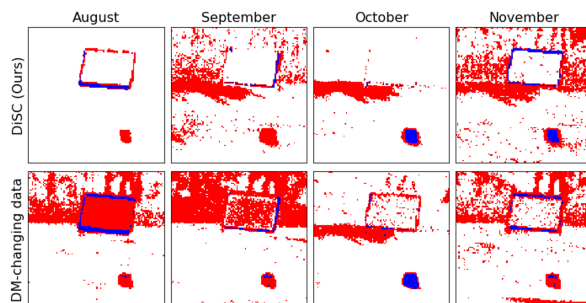 August September October November
DiSC (Ours)
DM-changing data